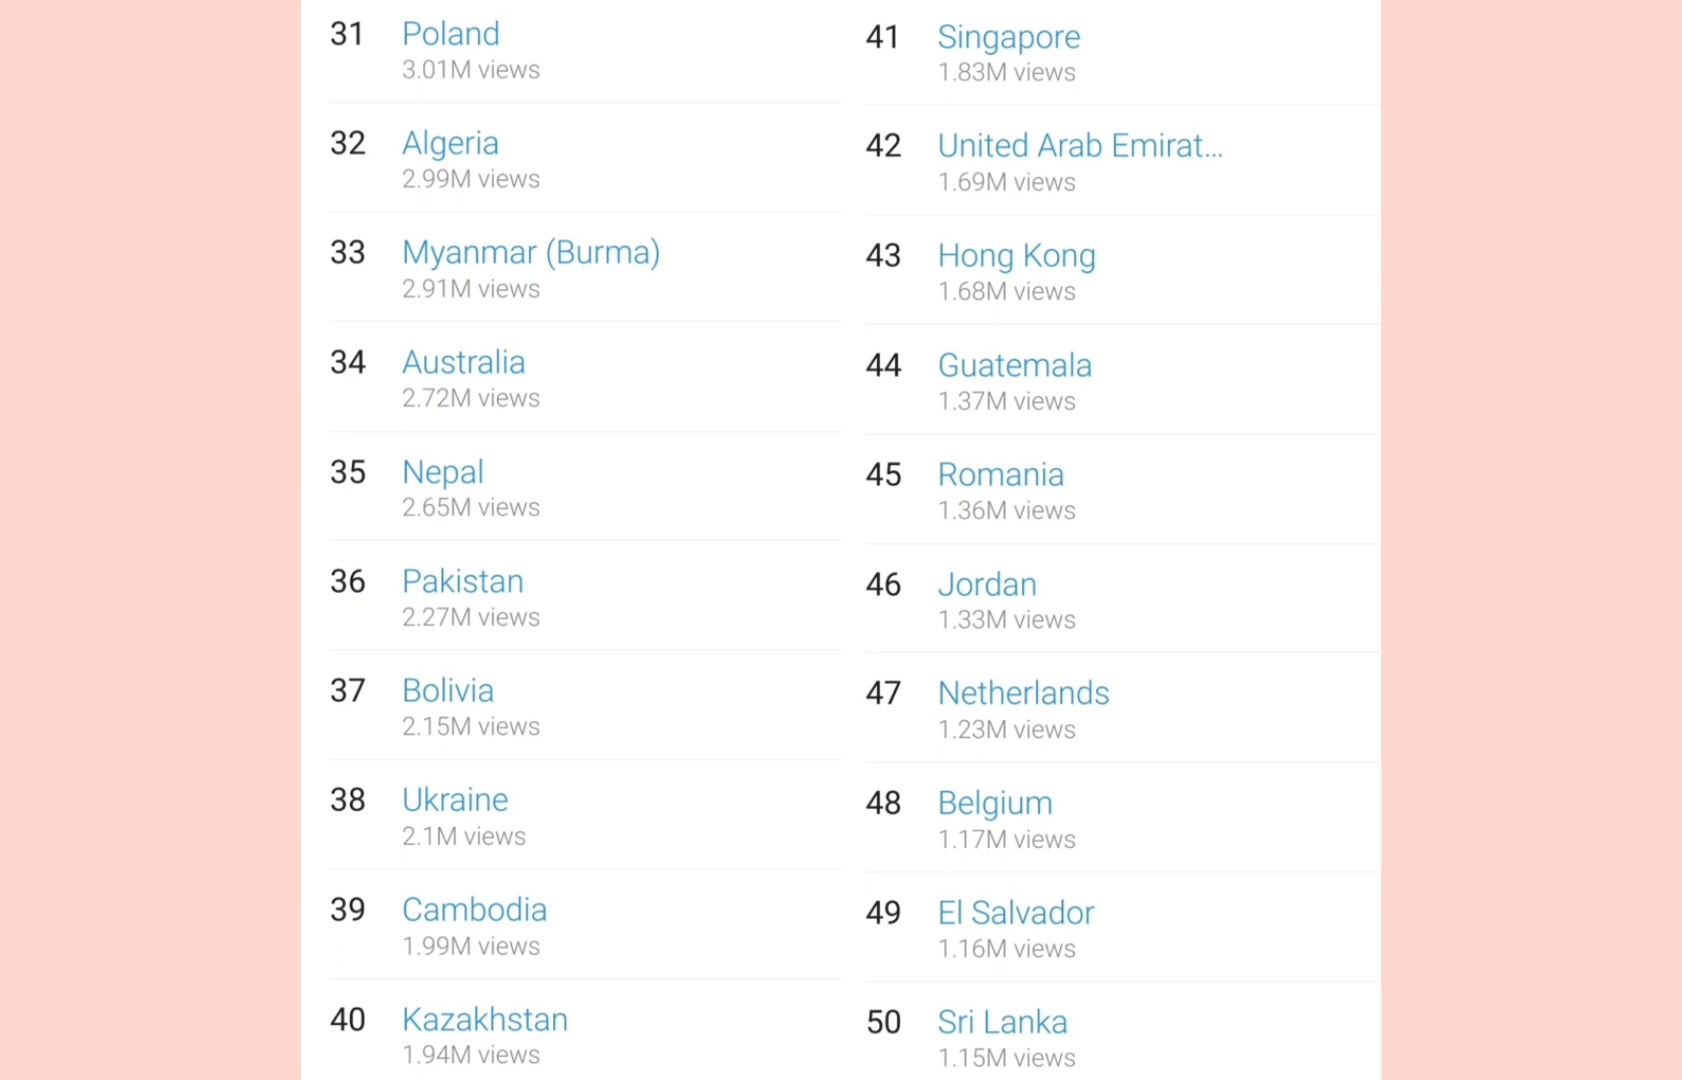 31 Poland
3.01M views
32 Algeria
2.99M views
33 Myanmar (Burma)
2.91M views
34 Australia
2.72M views
35 Nepal
2.65M views
36 Pakistan
2.27M views
37 Bolivia
2.15M views
38 Ukraine
2.1M views
39 Cambodia
1.99M views
40 Kazakhstan
1.94M views
41 Singapore
1.83M views
42 United Arab Emirat...
1.69M views
43 Hong Kong
1.68M views
44 Guatemala
1.37M views
45 Romania
1.36M views
46 Jordan
1.33M views
47 Netherlands
1.23M views
48 Belgium
1.17M views
49 El Salvador
1.16M views
50 Sri Lanka
1.15M views